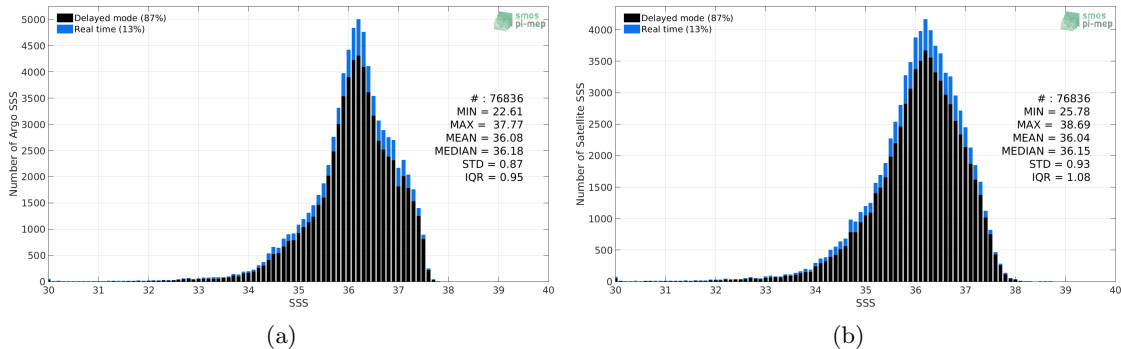 Delayed mode (87%)
Real time (13%)
smos
pi-mep
5000
4500
4000
3500
3000
2500
2000
1500
1000
500
0
Number of Argo SSS
# : 76836
MIN = 22.61
MAX = 37.77
MEAN = 36.08
MEDIAN = 36.18
STD = 0.87
IQR = 0.95
30 31 32 33 34 35 36 37 38 39 40
SSS
(a)
Delayed mode (87%)
Real time (13%)
smos
pi-mep
4000
3500
3000
2500
2000
1500
1000
500
0
Number of Satellite SSS
# : 76836
MIN = 25.78
MAX = 38.69
MEAN = 36.04
MEDIAN = 36.15
STD = 0.93
IQR = 1.08
30 31 32 33 34 35 36 37 38 39 40
SSS
(b)